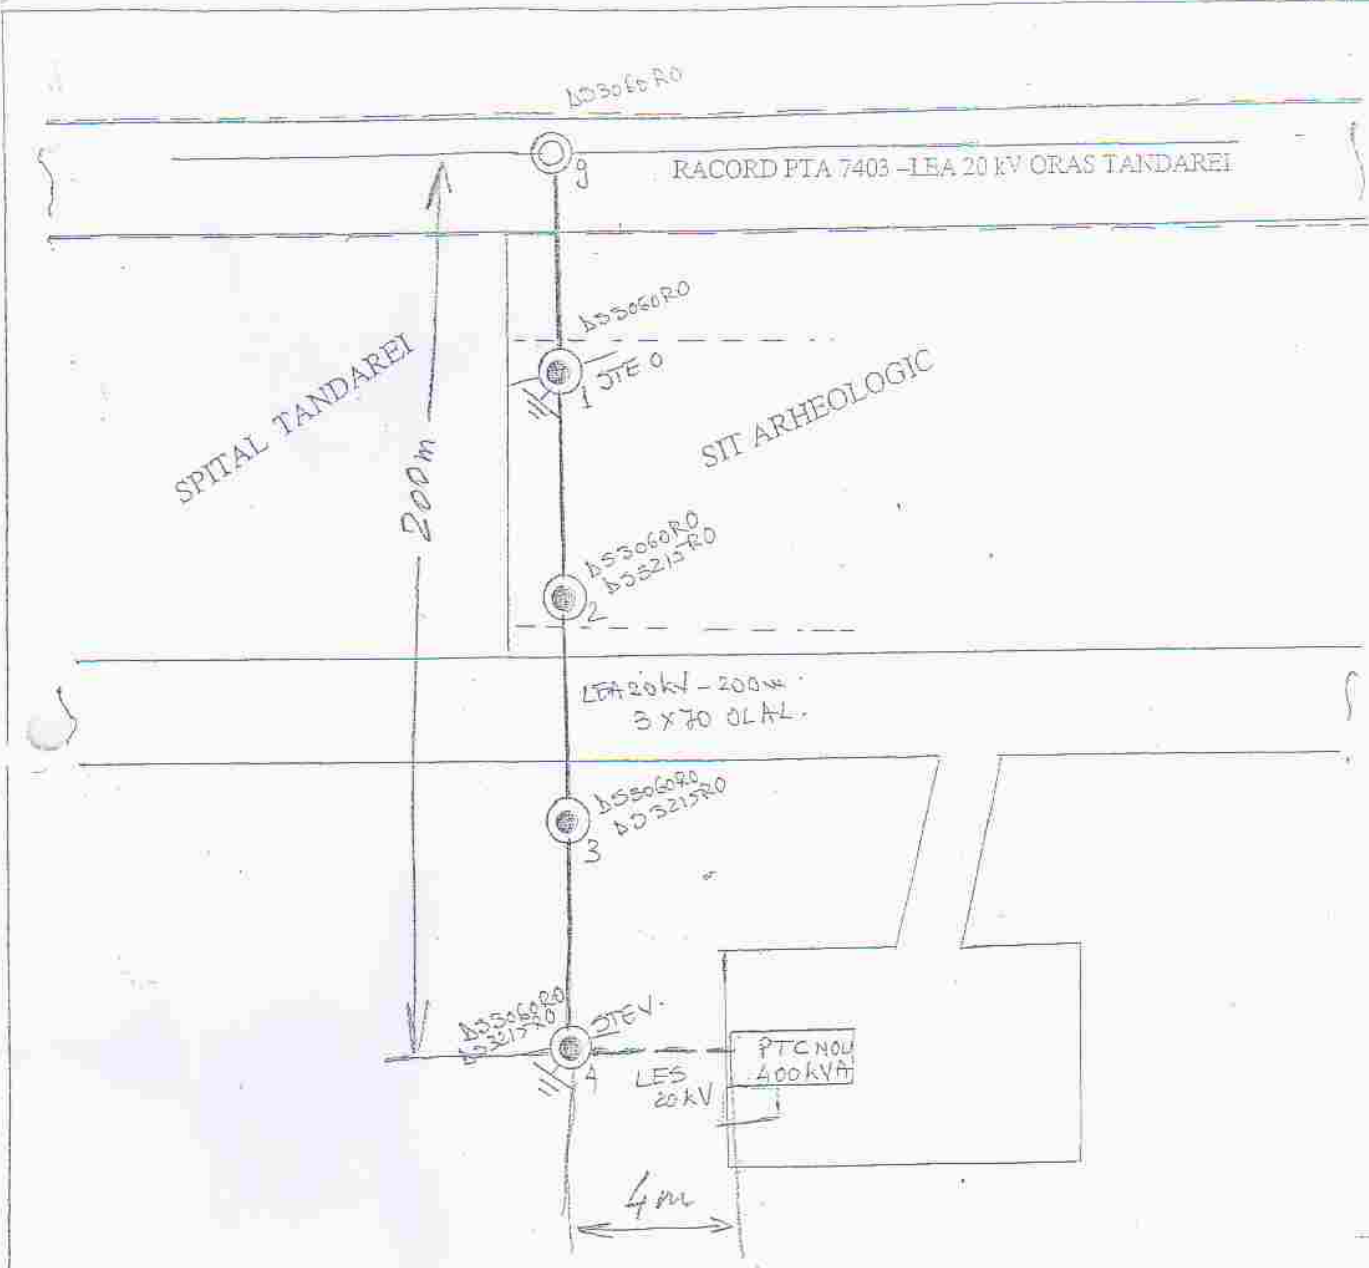 DS3060RO
9
RACORD PTA 7403 –LEA 20 kV ORAS TANDAREI
DS3060RO
STE O
1
SPITAL TANDAREI
SIT ARHEOLOGIC
200m
DS3060RO
DS3215RO
2
LEA 20kV – 200m.
3 X 70 OLAL.
DS3060RO
DS3215RO
3
DS3060RO
DS3215RO
STEV.
4
LES
20kV
PTC NOU
400KVA
4m